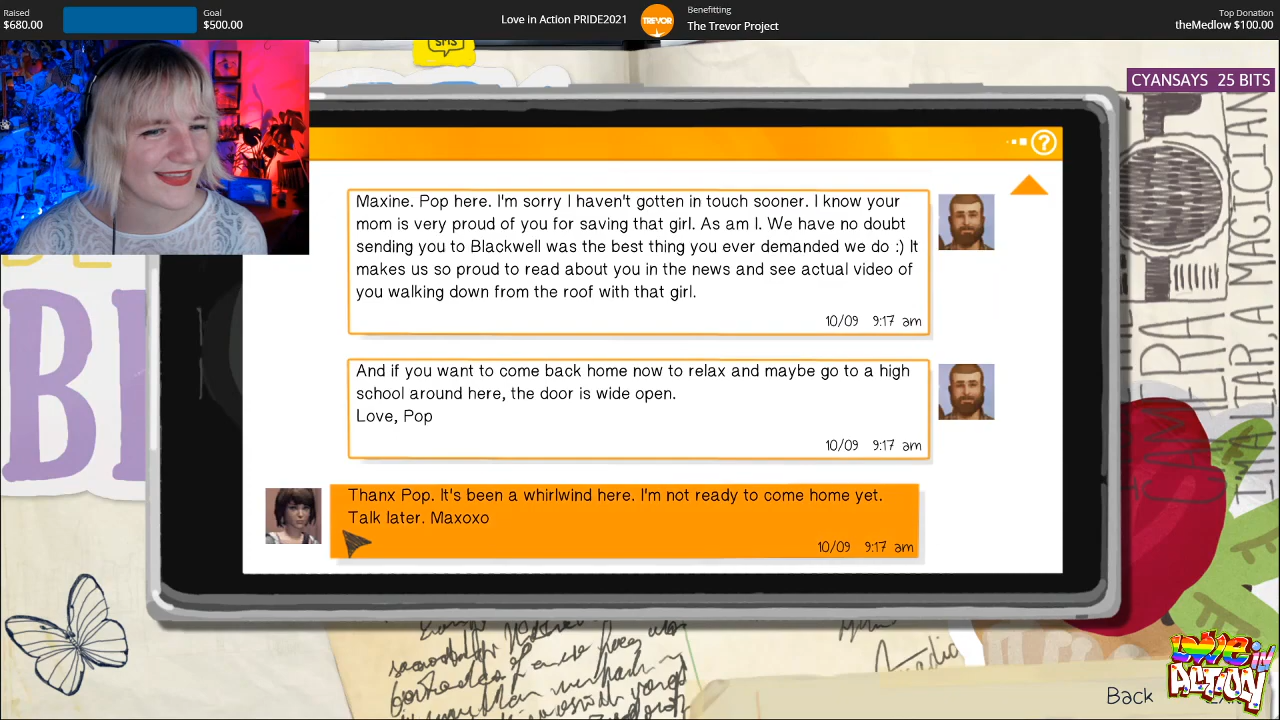 Raised
$680.00
Goal
$500.00
Love in Action PRIDE2021
TREVOR
Benefitting
The Trevor Project
Top Donation
theMedlow $100.00
SMS
CYANSAYS 25 BITS
?
Maxine. Pop here. I'm sorry I haven't gotten in touch sooner. I know your
mom is very proud of you for saving that girl. As am I. We have no doubt
sending you to Blackwell was the best thing you ever demanded we do :) It
makes us so proud to read about you in the news and see actual video of
you walking down from the roof with that girl.
10/09 9:17 am
And if you want to come back home now to relax and maybe go to a high
school around here, the door is wide open.
Love, Pop
10/09 9:17 am
Thanx Pop. It's been a whirlwind here. I'm not ready to come home yet.
Talk later. Maxoxo
10/09 9:17 am
Back
LOVE IN
ACTION